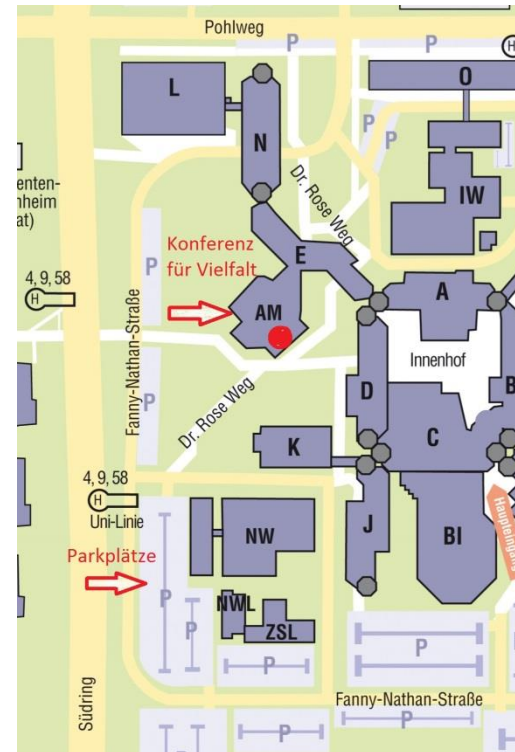 Pohlweg
P
P
H
L
O
N
IW
enten-
nheim
at)
Dr. Rose Weg
Konferenz
für Vielfalt
E
P
4, 9, 58
H
A
AM
Innenhof
Fanny-Nathan-Straße
D
B
P
Dr. Rose Weg
C
K
4, 9, 58
H
Uni-Linie
Haupteingang
NW
J
BI
Parkplätze
P
P
NWL
ZSL
P
P
P
Südring
Fanny-Nathan-Straße
P
P
P